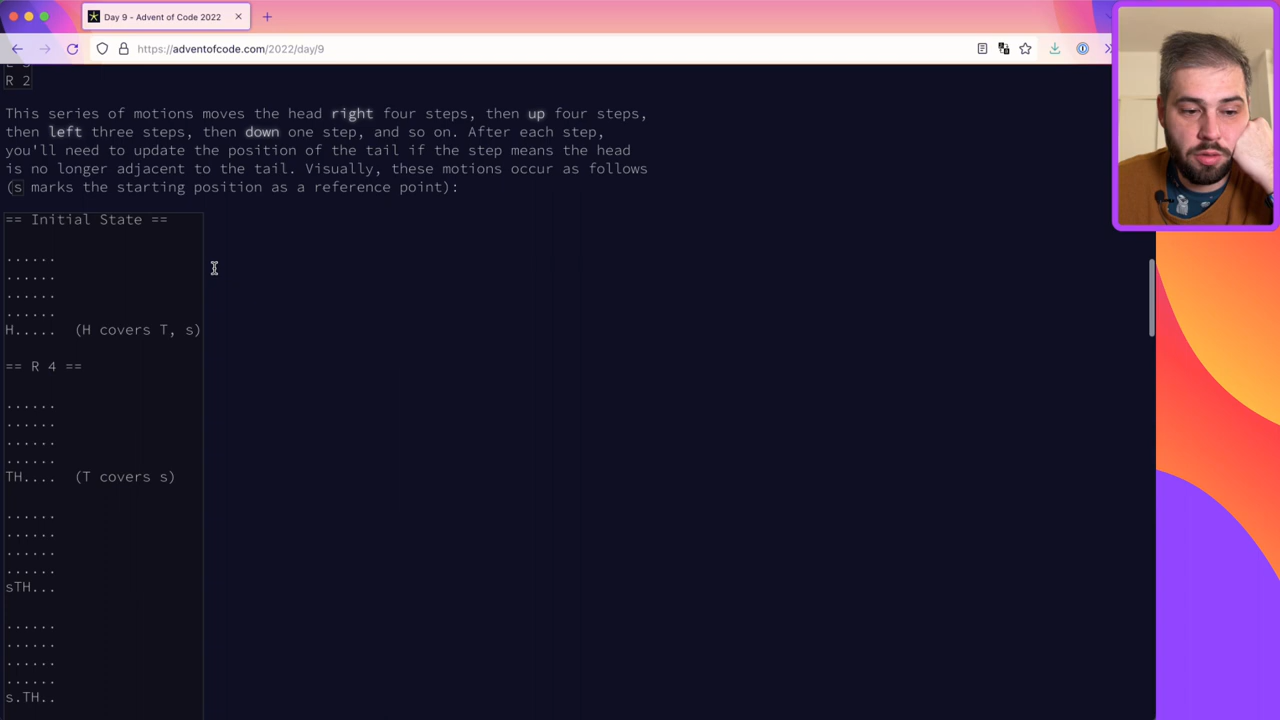 Day 9 - Advent of Code 2022
https://adventofcode.com/2022/day/9
R 2
This series of motions moves the head right four steps, then up four steps,
then left three steps, then down one step, and so on. After each step,
you'll need to update the position of the tail if the step means the head
is no longer adjacent to the tail. Visually, these motions occur as follows
(s marks the starting position as a reference point):
== Initial State ==
......
......
......
......
H..... (H covers T, s)
== R 4 ==
......
......
......
......
TH.... (T covers s)
......
......
......
......
sTH...
......
......
......
......
s.TH..